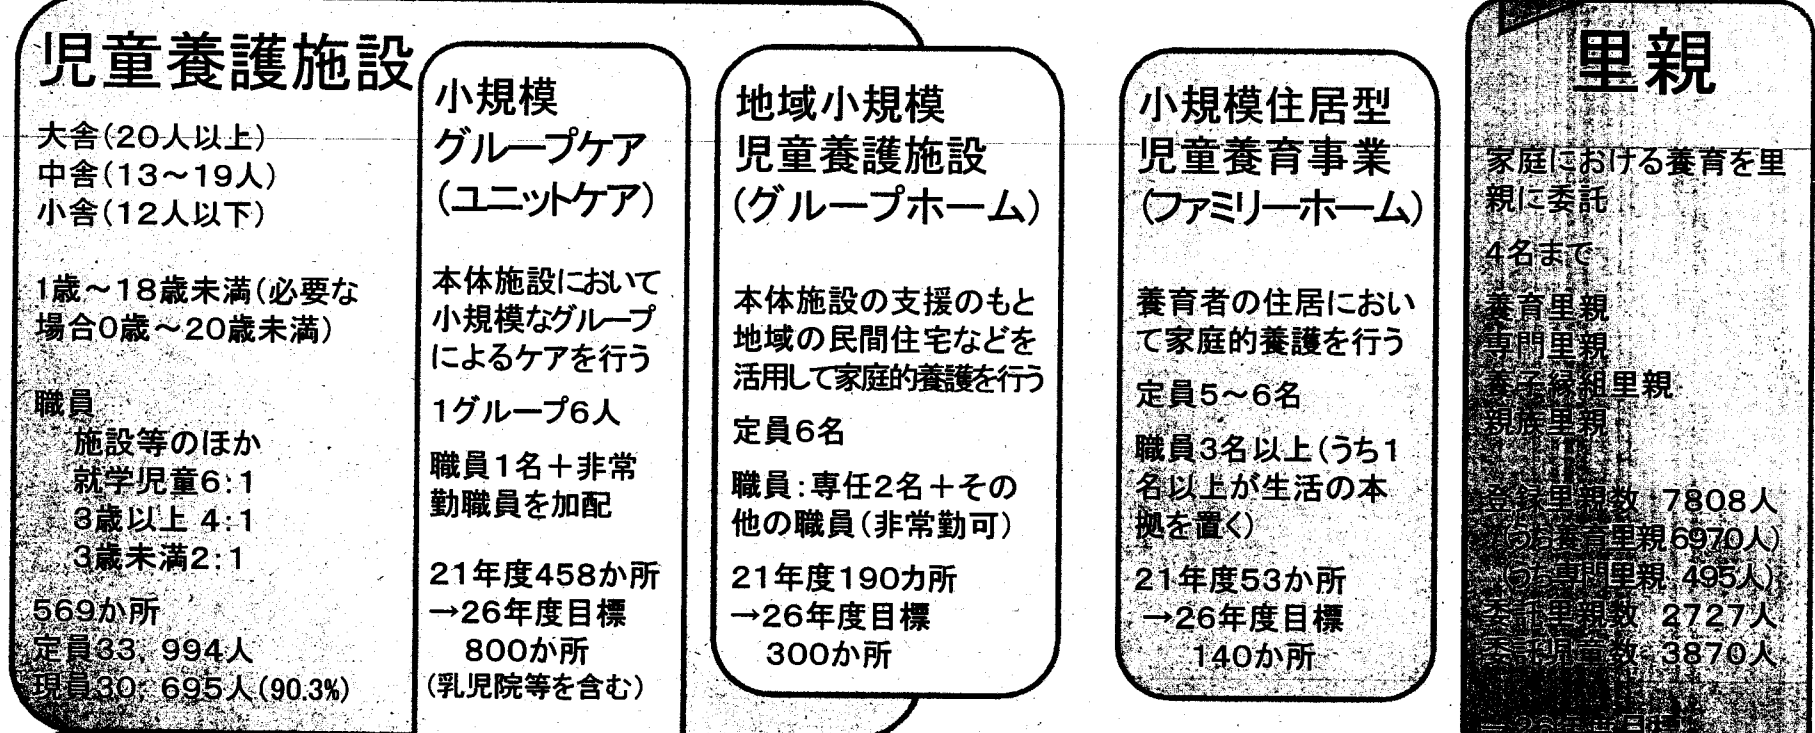 児童養護施設
大舎(20人以上)
中舎(13～19人)
小舎(12人以下)
1歳～18歳未満(必要な
場合0歳～20歳未満)
職員
施設等のほか
就学児童6:1
3歳以上 4:1
3歳未満2:1
569か所
定員33,994人
現員30,695人(90.3%)
小規模
グループケア
(ユニットケア)
本体施設において
小規模なグループ
によるケアを行う
1グループ6人
職員1名＋非常
勤職員を加配
21年度458か所
→26年度目標
800か所
(乳児院等を含む)
地域小規模
児童養護施設
(グループホーム)
本体施設の支援のもと
地域の民間住宅などを
活用して家庭的養護を行う
定員6名
職員:専任2名＋その
他の職員(非常勤可)
21年度190カ所
→26年度目標
300か所
小規模住居型
児童養育事業
(ファミリーホーム)
養育者の住居におい
て家庭的養護を行う
定員5～6名
職員3名以上(うち1
名以上が生活の本
拠を置く)
21年度53か所
→26年度目標
140か所
里親
家庭における養育を里
親に委託
4名まで
養育里親
専門里親
養子縁組里親
親族里親
登録里親数 7808人
(うち養育里親6970人)
(うち専門里親 495人)
委託里親数 2727人
委託児童数 3870人
→26年度目標